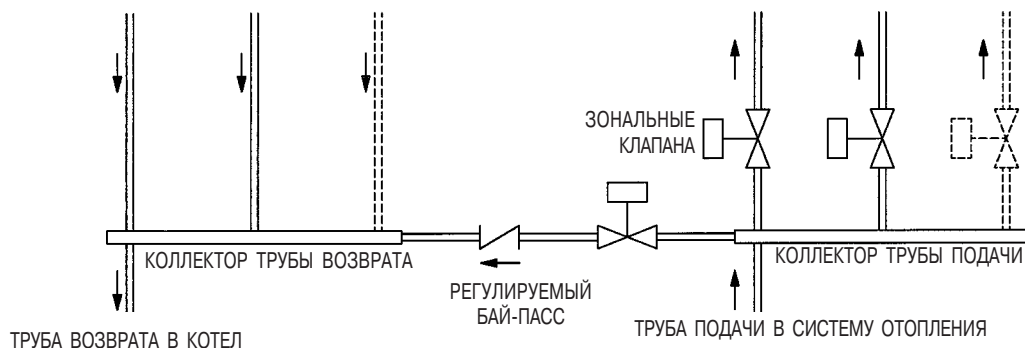 ЗОНАЛЬНЫЕ
КЛАПАНА
КОЛЛЕКТОР ТРУБЫ ВОЗВРАТА
КОЛЛЕКТОР ТРУБЫ ПОДАЧИ
РЕГУЛИРУЕМЫЙ
БАЙ-ПАСС
ТРУБА ВОЗВРАТА В КОТЕЛ
ТРУБА ПОДАЧИ В СИСТЕМУ ОТОПЛЕНИЯ